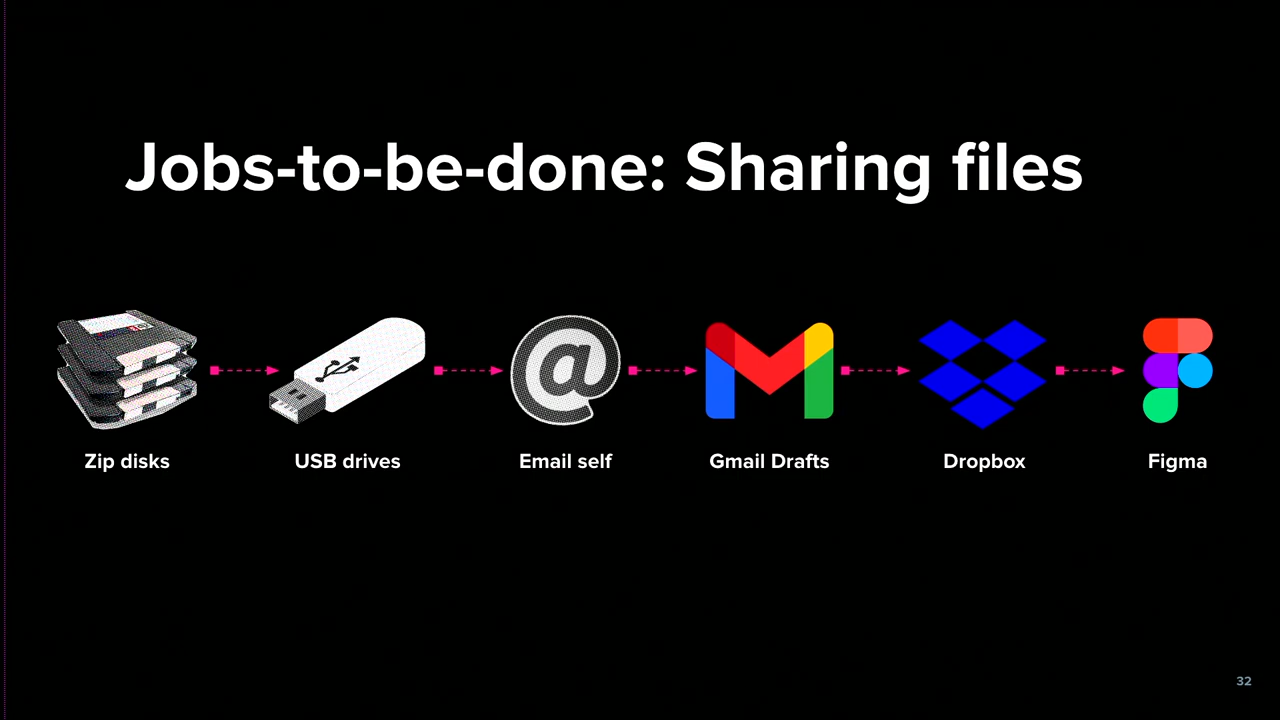 Jobs-to-be-done: Sharing files
@
Zip disks
USB drives
Email self
Gmail Drafts
Dropbox
Figma
32